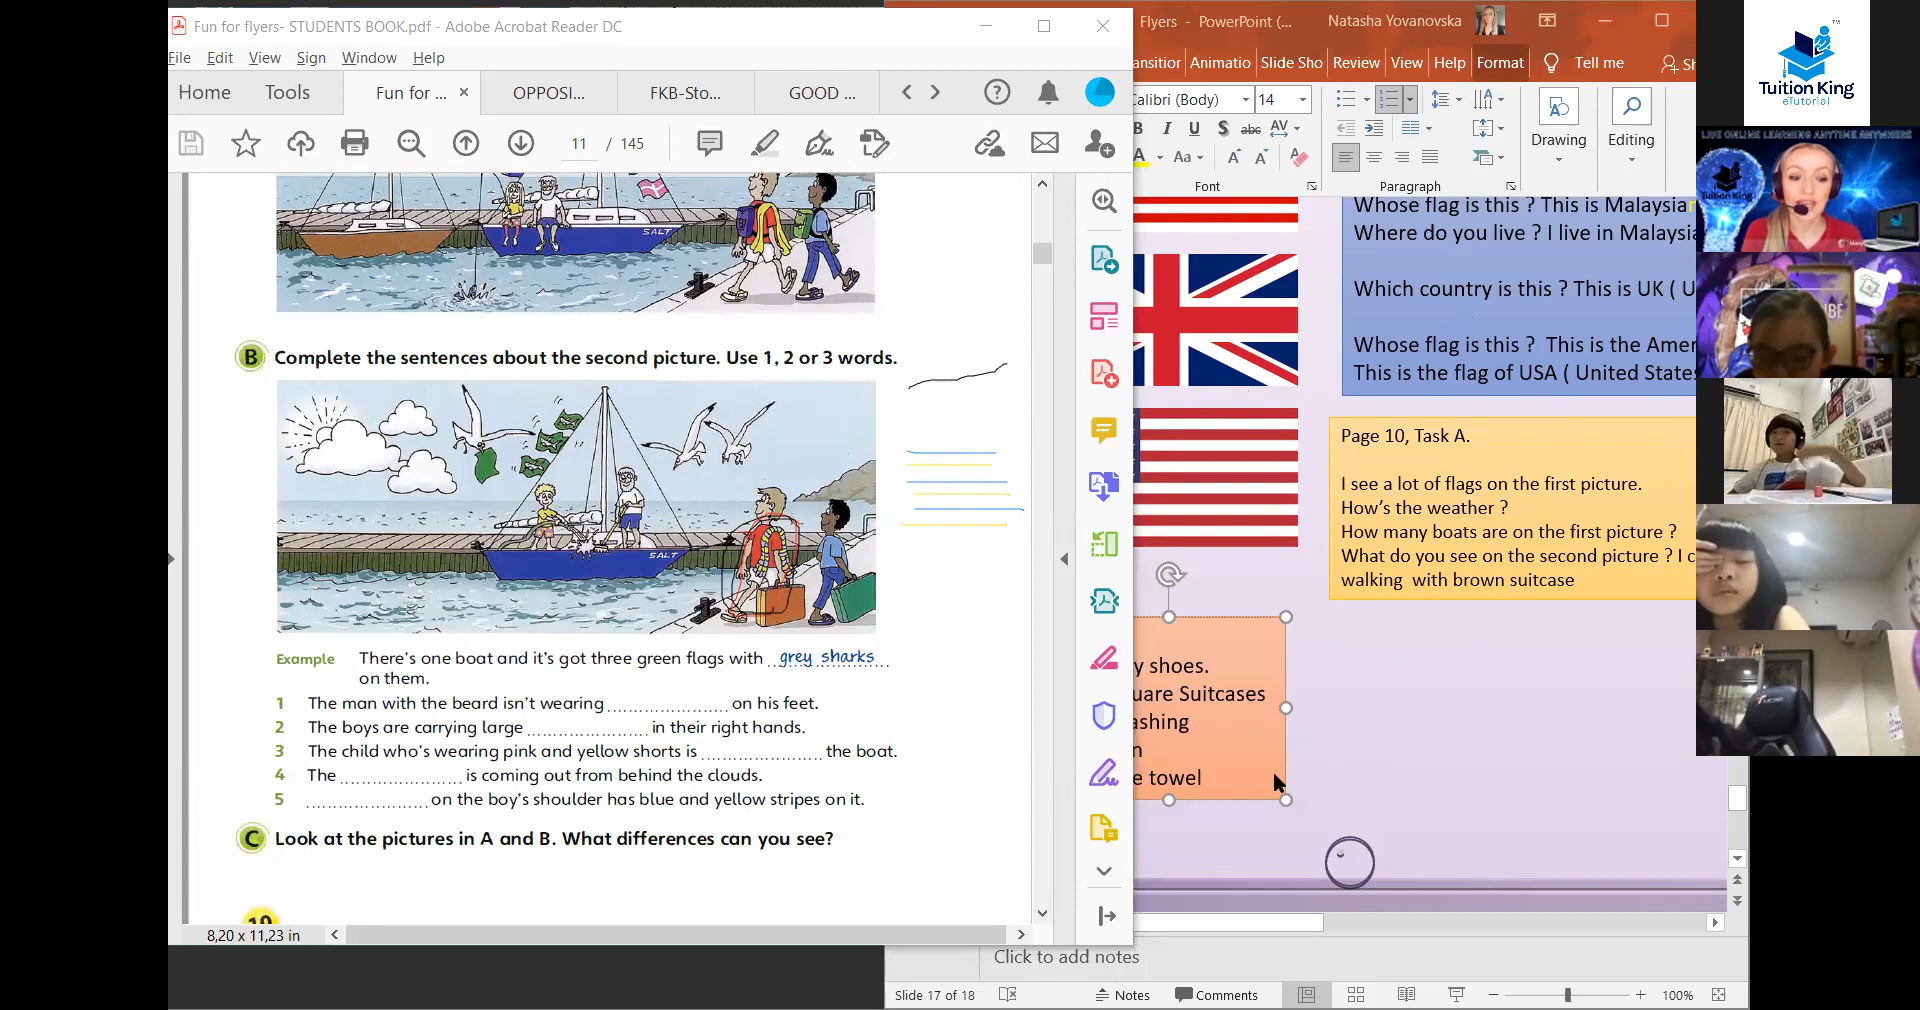 Fun for flyers- STUDENTS BOOK.pdf - Adobe Acrobat Reader DC
File Edit View Sign Window Help
Home Tools Fun for ... × OPPOSI... FKB-Sto... GOOD ...
11 / 145
SALT
B Complete the sentences about the second picture. Use 1, 2 or 3 words.
SALT
Example There's one boat and it's got three green flags with grey sharks
on them.
1 The man with the beard isn't wearing ...................... on his feet.
2 The boys are carrying large ...................... in their right hands.
3 The child who's wearing pink and yellow shorts is ...................... the boat.
4 The ...................... is coming out from behind the clouds.
5 ...................... on the boy's shoulder has blue and yellow stripes on it.
C Look at the pictures in A and B. What differences can you see?
8,20 x 11,23 in
Flyers - PowerPoint (... Natasha Yovanovska
Animatio Slide Sho Review View Help Format Tell me
Calibri (Body) 14
Drawing
Editing
Font
Paragraph
Whose flag is this ? This is Malaysia
Where do you live ? I live in Malaysia
Which country is this ? This is UK ( U
Whose flag is this ? This is the Amer
This is the flag of USA ( United States
Page 10, Task A.
I see a lot of flags on the first picture.
How's the weather ?
How many boats are on the first picture ?
What do you see on the second picture ? I c
walking with brown suitcase
y shoes.
uare Suitcases
ashing
n
e towel
Click to add notes
Slide 17 of 18
Notes Comments 100%
TM
Tuition King
eTutorial
LIVE ONLINE LEARNING ANYTIME ANYWHERE
Tuition King